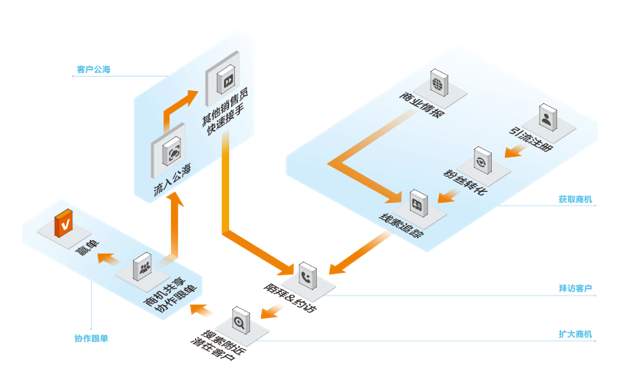 客户公海
其他销售员
快速接手
商业情报
引流注册
流入公海
粉丝转化
获取商机
线索追踪
赢单
商机共享
协作跟单
陌拜&约访
拜访客户
搜索附近
潜在客户
扩大商机
协作跟单